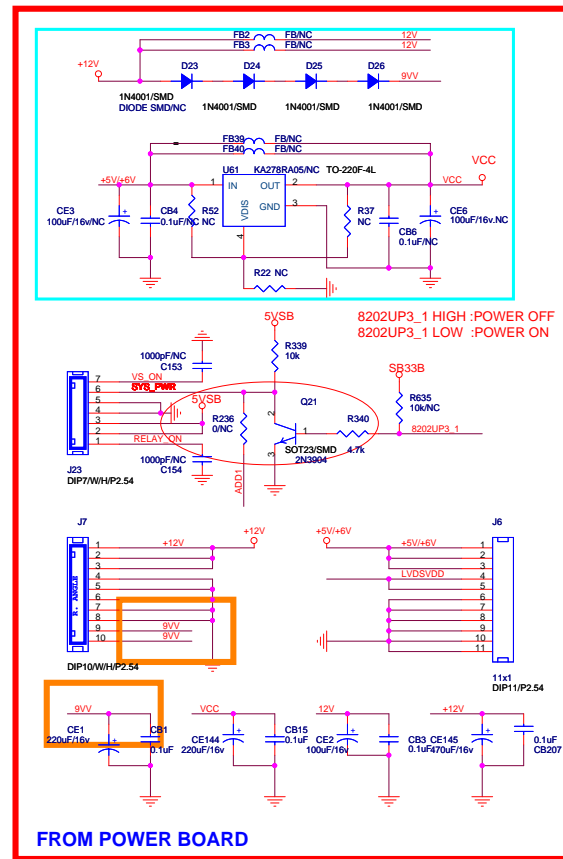 FB2 FB/NC 12V
FB3 FB/NC 12V
+12V D23 D24 D25 D26 9VV
1N4001/SMD 1N4001/SMD 1N4001/SMD 1N4001/SMD
DIODE SMD/NC
FB39 FB/NC
FB40 FB/NC
U61 KA278RA05/NC TO-220F-4L
VCC
+5V/+6V 1 IN OUT 2 VCC
GND 3
VDIS
4
CE3
100uF/16v/NC
CB4
0.1uF/NC
R52
NC
R37
NC
CB6
0.1uF/NC
CE6
100uF/16v.NC
R22 NC
8202UP3_1 HIGH :POWER OFF
8202UP3_1 LOW :POWER ON
5VSB
R339
10k
SB33B
R635
10k/NC
1000pF/NC
C153
7 VS_ON
6 SYS_PWR
5
4
3
2
1 RELAY_ON
5VSB
R236
0/NC
ADD1
Q21
2
1
3
SOT23/SMD
2N3904
R340
4.7k
8202UP3_1
1000pF/NC
C154
J23
DIP7/W/H/P2.54
J7
R. ANGLE
1 +12V
2
3
4
5
6
7
8
9 9VV
10 9VV
+12V
DIP10/W/H/P2.54
J6
+5V/+6V
+5V/+6V 1
2
3
LVDSVDD 4
5
6
7
8
9
10
11
11x1
DIP11/P2.54
9VV
CE1
220uF/16v
CB1
0.1uF
VCC
CE144
220uF/16v
CB15
0.1uF
12V
CE2
100uF/16v
CB3
0.1uF
+12V
CE145
470uF/16v
0.1uF
CB207
FROM POWER BOARD